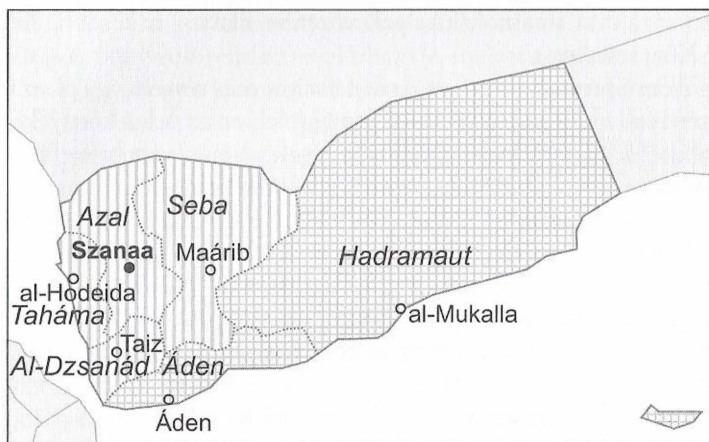 Azal
Seba
Szanaa
Maárib
Hadramaut
al-Hodeida
Taháma
al-Mukalla
Taiz
Al-Dzsanád
Áden
Áden